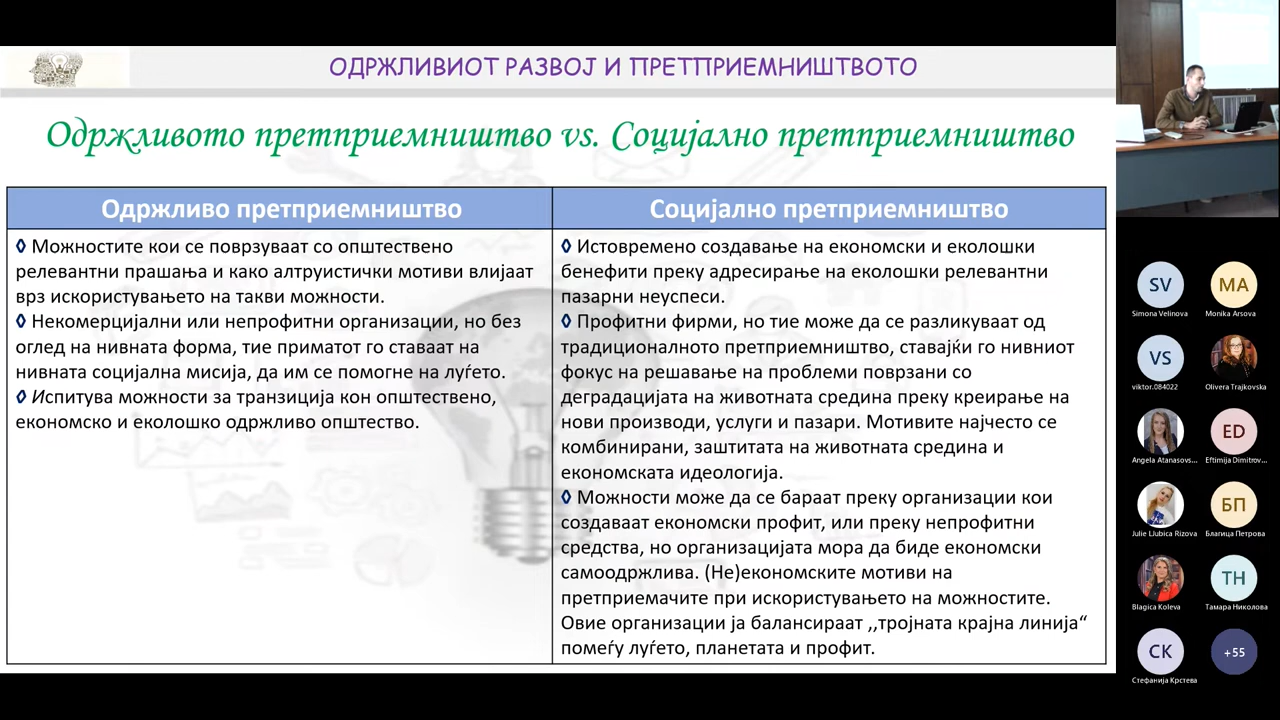 ОДРЖЛИВИОТ РАЗВОЈ И ПРЕТПРИЕМНИШТВОТО
Одржливото претприемништво vs. Социјално претприемништво
Одржливо претприемништво
◊ Можностите кои се поврзуваат со општествено
релевантни прашања и како алтруистички мотиви влијаат
врз искористувањето на такви можности.
◊ Некомерцијални или непрофитни организации, но без
оглед на нивната форма, тие приматот го ставаат на
нивната социјална мисија, да им се помогне на луѓето.
◊ Испитува можности за транзиција кон општествено,
економско и еколошко одржливо општество.
Социјално претприемништво
◊ Истовремено создавање на економски и еколошки
бенефити преку адресирање на еколошки релевантни
пазарни неуспеси.
◊ Профитни фирми, но тие може да се разликуваат од
традиционалното претприемништво, ставајќи го нивниот
фокус на решавање на проблеми поврзани со
деградацијата на животната средина преку креирање на
нови производи, услуги и пазари. Мотивите најчесто се
комбинирани, заштитата на животната средина и
економската идеологија.
◊ Можности може да се бараат преку организации кои
создаваат економски профит, или преку непрофитни
средства, но организацијата мора да биде економски
самоодржлива. (Не)економските мотиви на
претприемачите при искористувањето на можностите.
Овие организации ја балансираат ,,тројната крајна линија“
помеѓу луѓето, планетата и профит.
SV
Simona Velinova
MA
Monika Arsova
VS
viktor.084022
Olivera Trajkovska
Angela Atanasovs...
ED
Eftimija Dimitrov...
Julie LJubica Rizova
БП
Благица Петрова
Blagica Koleva
ТН
Тамара Николова
СК
Стефанија Крстева
+55